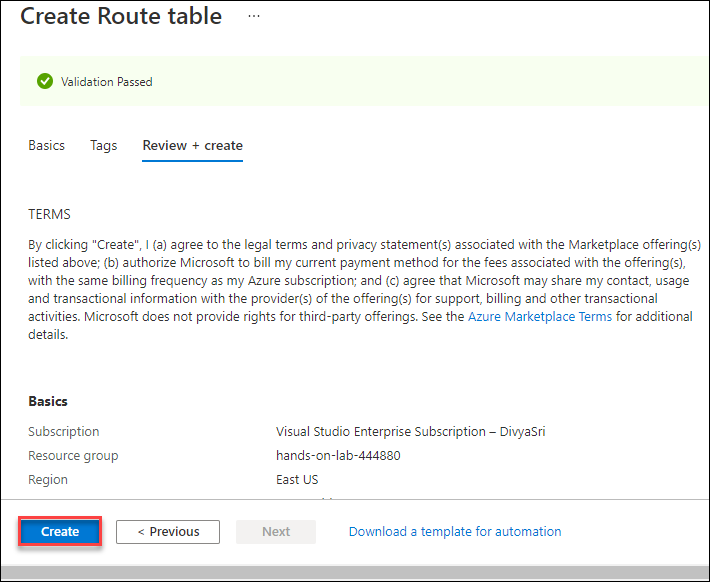 Create Route table ...
Validation Passed
Basics Tags Review + create
TERMS
By clicking "Create", I (a) agree to the legal terms and privacy statement(s) associated with the Marketplace offering(s)
listed above; (b) authorize Microsoft to bill my current payment method for the fees associated with the offering(s),
with the same billing frequency as my Azure subscription; and (c) agree that Microsoft may share my contact, usage
and transactional information with the provider(s) of the offering(s) for support, billing and other transactional
activities. Microsoft does not provide rights for third-party offerings. See the Azure Marketplace Terms for additional
details.
Basics
Subscription Visual Studio Enterprise Subscription – DivyaSri
Resource group hands-on-lab-444880
Region East US
Create < Previous Next Download a template for automation